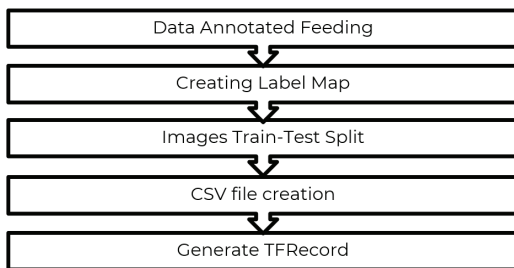 Data Annotated Feeding
Creating Label Map
Images Train-Test Split
CSV file creation
Generate TFRecord